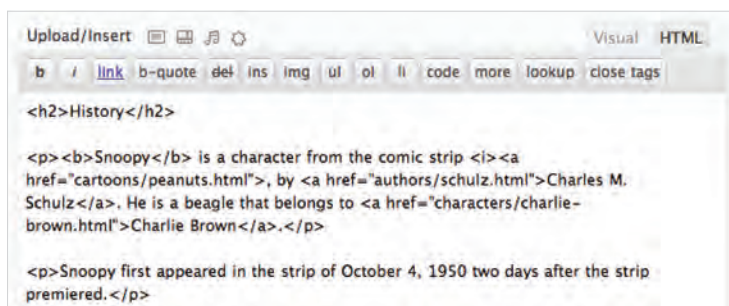 Upload/Insert Visual HTML
b i link b-quote del ins img ul ol li code more lookup close tags
<h2>History</h2>
<p><b>Snoopy</b> is a character from the comic strip <i><a
href="cartoons/peanuts.html">, by <a href="authors/schulz.html">Charles M.
Schulz</a>. He is a beagle that belongs to <a href="characters/charlie-
brown.html">Charlie Brown</a>.</p>
<p>Snoopy first appeared in the strip of October 4, 1950 two days after the strip
premiered.</p>